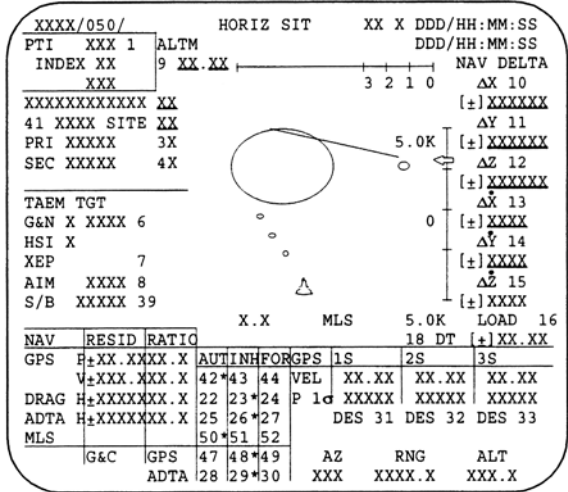 XXXX/050/ HORIZ SIT XX X DDD/HH:MM:SS
PTI XXX 1 ALTM DDD/HH:MM:SS
INDEX XX 9 XX.XX NAV DELTA
XXX 3 2 1 0 ΔX 10
XXXXXXXXXXXX XX [±]XXXXXX
41 XXXX SITE XX ΔY 11
PRI XXXXX 3X 5.0K [±]XXXXXX
SEC XXXXX 4X ΔZ 12
[±]XXXXXX
TAEM TGT ΔẊ 13
G&N X XXXX 6 0 [±]XXXX
HSI X ΔẎ 14
XEP 7 [±]XXXX
AIM XXXX 8 ΔŻ 15
S/B XXXXX 39 [±]XXXX
X.X MLS 5.0K LOAD 16
NAV RESID RATIO 18 DT [±]XX.XX
GPS P±XX.XXXX.X AUT INH FOR GPS 1S 2S 3S
V±XXX.XXX.X 42*43 44 VEL XX.XX XX.XX XX.XX
DRAG H±XXXXXXX.X 22 23*24 P 1σ XXXXX XXXXX XXXXX
ADTA H±XXXXXXX.X 25 26*27 DES 31 DES 32 DES 33
MLS 50*51 52
G&C GPS 47 48*49 AZ RNG ALT
ADTA 28 29*30 XXX XXXX.X XXX.X